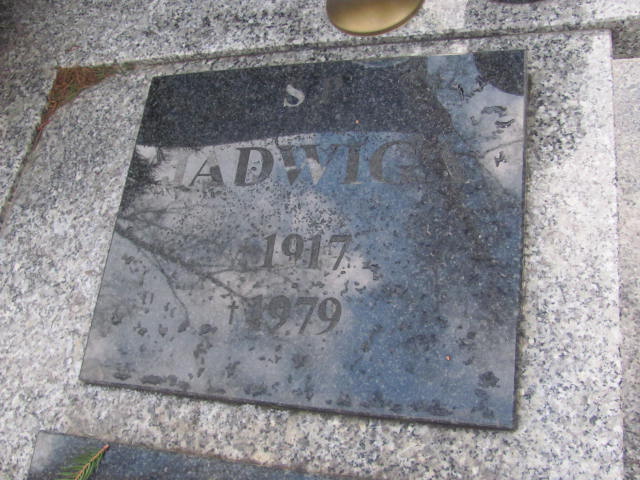 Ś P
JADWIGA
* 1917
† 1979